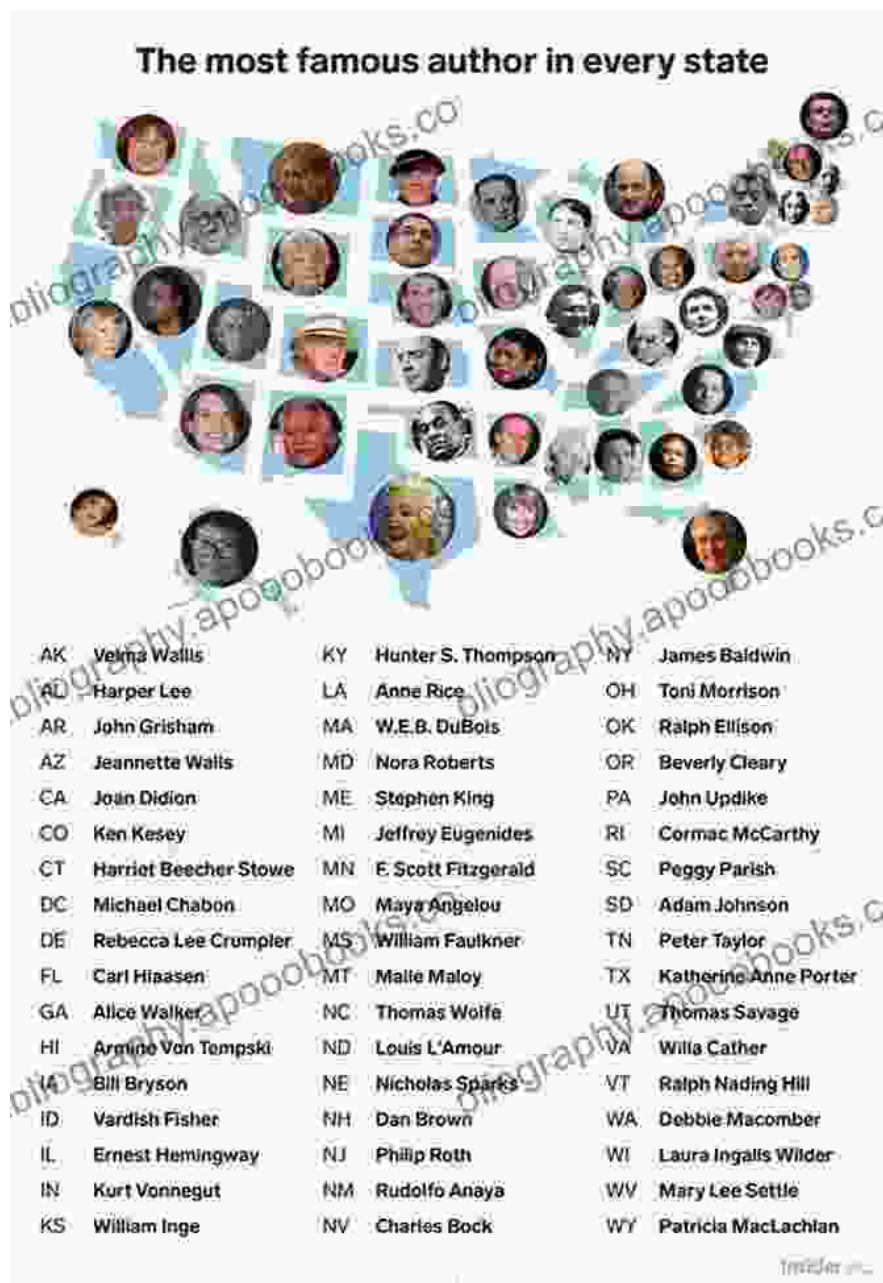 The most famous author in every state
AK Velma Wallis
AL Harper Lee
AR John Grisham
AZ Jeannette Walls
CA Joan Didion
CO Ken Kesey
CT Harriet Beecher Stowe
DC Michael Chabon
DE Rebecca Lee Crumpler
FL Carl Hiaasen
GA Alice Walker
HI Armine Von Tempski
IA Bill Bryson
ID Vardish Fisher
IL Ernest Hemingway
IN Kurt Vonnegut
KS William Inge
KY Hunter S. Thompson
LA Anne Rice
MA W.E.B. DuBois
MD Nora Roberts
ME Stephen King
MI Jeffrey Eugenides
MN F. Scott Fitzgerald
MO Maya Angelou
MS William Faulkner
MT Maile Maloy
NC Thomas Wolfe
ND Louis L'Amour
NE Nicholas Sparks
NH Dan Brown
NJ Philip Roth
NM Rudolfo Anaya
NV Charles Bock
NY James Baldwin
OH Toni Morrison
OK Ralph Ellison
OR Beverly Cleary
PA John Updike
RI Cormac McCarthy
SC Peggy Parish
SD Adam Johnson
TN Peter Taylor
TX Katherine Anne Porter
UT Thomas Savage
VA Willa Cather
VT Ralph Nading Hill
WA Debbie Macomber
WI Laura Ingalls Wilder
WV Mary Lee Settle
WY Patricia MacLachlan
Insider